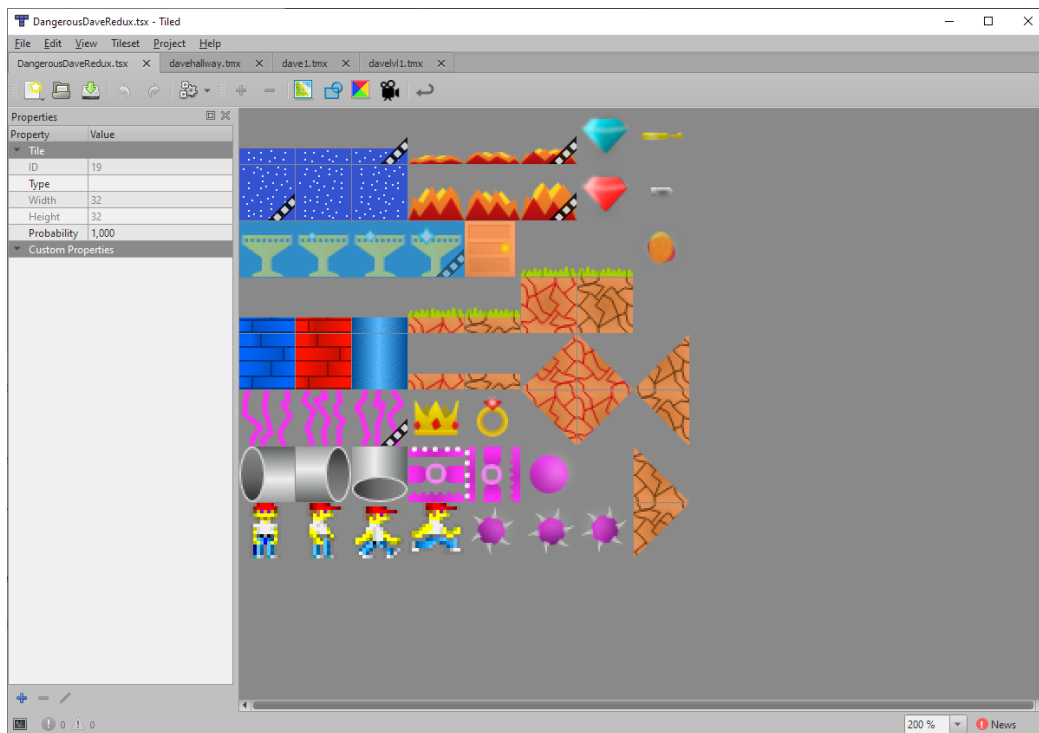 DangerousDaveRedux.tsx - Tiled
File Edit View Tileset Project Help
DangerousDaveRedux.tsx davehallway.tmx dave1.tmx davelvl1.tmx
Properties
Property Value
Tile
ID 19
Type
Width 32
Height 32
Probability 1,000
Custom Properties
0 0 200 % News